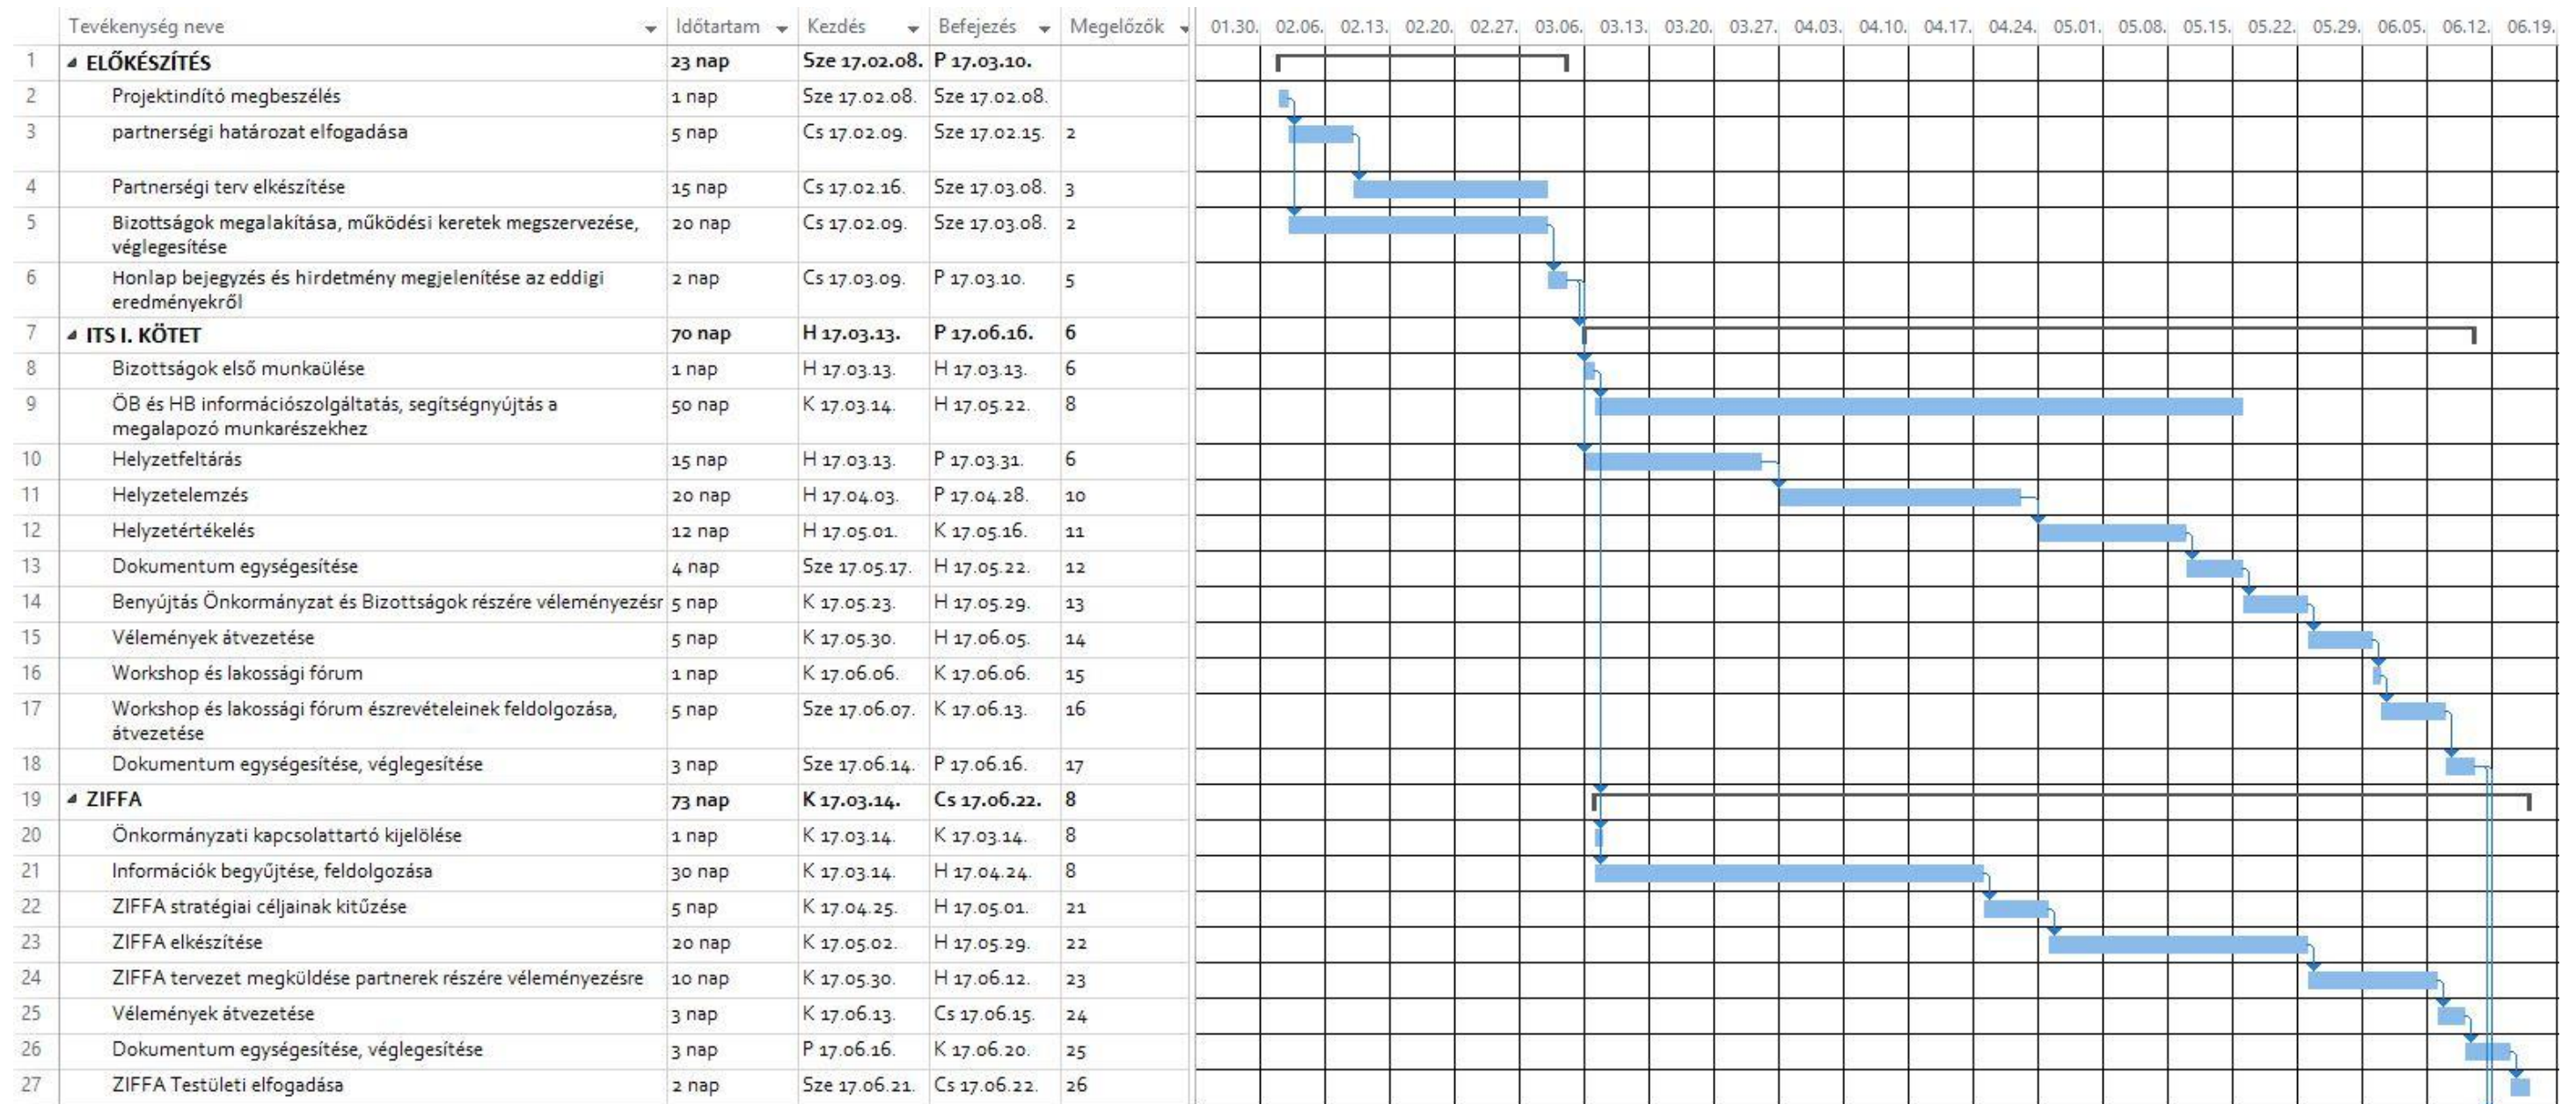 Tevékenység neve Időtartam Kezdés Befejezés Megelőzők 01.30. 02.06. 02.13. 02.20. 02.27. 03.06. 03.13. 03.20. 03.27. 04.03. 04.10. 04.17. 04.24. 05.01. 05.08. 05.15. 05.22. 05.29. 06.05. 06.12. 06.19.
1 ELŐKÉSZÍTÉS 23 nap Sze 17.02.08. P 17.03.10.
2 Projektindító megbeszélés 1 nap Sze 17.02.08. Sze 17.02.08.
3 partnerségi határozat elfogadása 5 nap Cs 17.02.09. Sze 17.02.15. 2
4 Partnerségi terv elkészítése 15 nap Cs 17.02.16. Sze 17.03.08. 3
5 Bizottságok megalakítása, működési keretek megszervezése, 20 nap Cs 17.02.09. Sze 17.03.08. 2
véglegesítése
6 Honlap bejegyzés és hirdetmény megjelenítése az eddigi 2 nap Cs 17.03.09. P 17.03.10. 5
eredményekről
7 ITS I. KÖTET 70 nap H 17.03.13. P 17.06.16. 6
8 Bizottságok első munkaülése 1 nap H 17.03.13. H 17.03.13. 6
9 ÖB és HB információszolgáltatás, segítségnyújtás a 50 nap K 17.03.14. H 17.05.22. 8
megalapozó munkarészekhez
10 Helyzetfeltárás 15 nap H 17.03.13. P 17.03.31. 6
11 Helyzetelemzés 20 nap H 17.04.03. P 17.04.28. 10
12 Helyzetértékelés 12 nap H 17.05.01. K 17.05.16. 11
13 Dokumentum egységesítése 4 nap Sze 17.05.17. H 17.05.22. 12
14 Benyújtás Önkormányzat és Bizottságok részére véleményezésr 5 nap K 17.05.23. H 17.05.29. 13
15 Vélemények átvezetése 5 nap K 17.05.30. H 17.06.05. 14
16 Workshop és lakossági fórum 1 nap K 17.06.06. K 17.06.06. 15
17 Workshop és lakossági fórum észrevételeinek feldolgozása, 5 nap Sze 17.06.07. K 17.06.13. 16
átvezetése
18 Dokumentum egységesítése, véglegesítése 3 nap Sze 17.06.14. P 17.06.16. 17
19 ZIFFA 73 nap K 17.03.14. Cs 17.06.22. 8
20 Önkormányzati kapcsolattartó kijelölése 1 nap K 17.03.14. K 17.03.14. 8
21 Információk begyűjtése, feldolgozása 30 nap K 17.03.14. H 17.04.24. 8
22 ZIFFA stratégiai céljainak kitűzése 5 nap K 17.04.25. H 17.05.01. 21
23 ZIFFA elkészítése 20 nap K 17.05.02. H 17.05.29. 22
24 ZIFFA tervezet megküldése partnerek részére véleményezésre 10 nap K 17.05.30. H 17.06.12. 23
25 Vélemények átvezetése 3 nap K 17.06.13. Cs 17.06.15. 24
26 Dokumentum egységesítése, véglegesítése 3 nap P 17.06.16. K 17.06.20. 25
27 ZIFFA Testületi elfogadása 2 nap Sze 17.06.21. Cs 17.06.22. 26